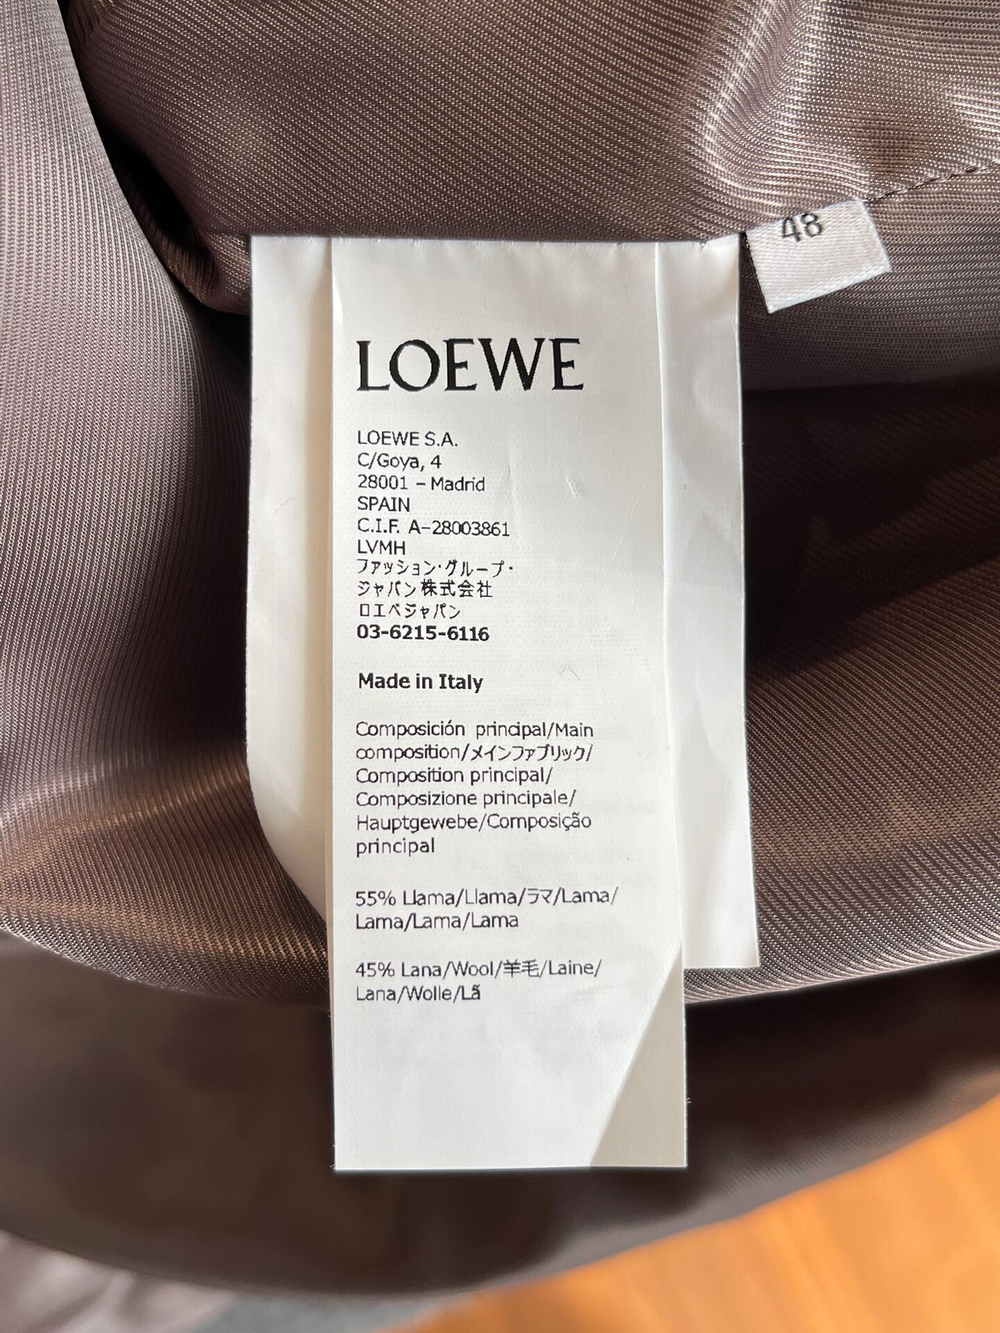 48
LOEWE
LOEWE S.A.
C/Goya, 4
28001 – Madrid
SPAIN
C.I.F. A-28003861
LVMH
ファッション・グループ・
ジャパン株式会社
ロエベジャパン
03-6215-6116
Made in Italy
Composición principal/Main
composition/メインファブリック/
Composition principal/
Composizione principale/
Hauptgewebe/Composição
principal
55% Llama/Llama/ラマ/Lama/
Lama/Lama/Lama
45% Lana/Wool/羊毛/Laine/
Lana/Wolle/Lã